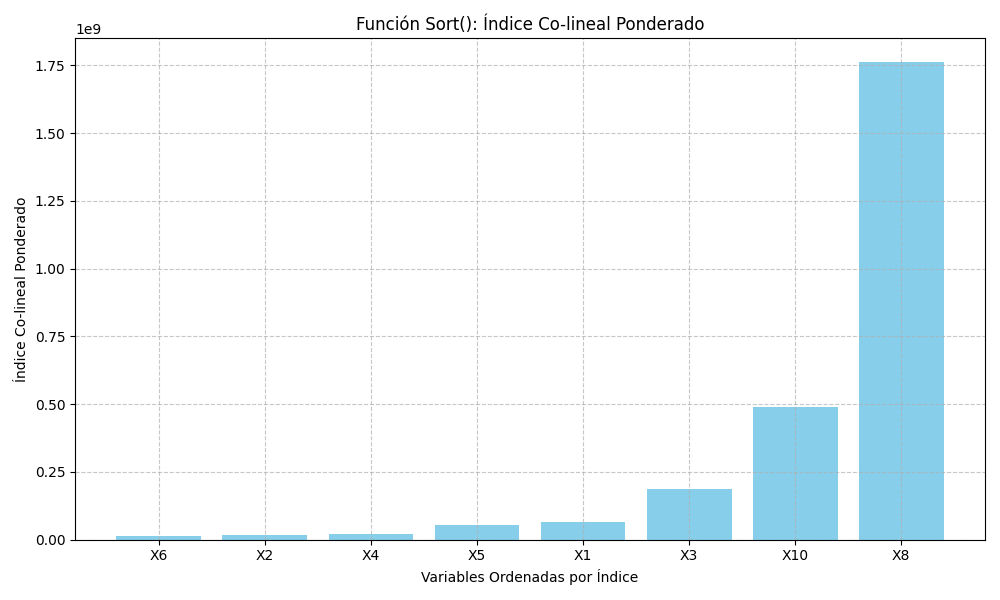 Función Sort(): Índice Co-lineal Ponderado
1e9
1.75
1.50
1.25
1.00
0.75
0.50
0.25
0.00
Índice Co-lineal Ponderado
X6 X2 X4 X5 X1 X3 X10 X8
Variables Ordenadas por Índice